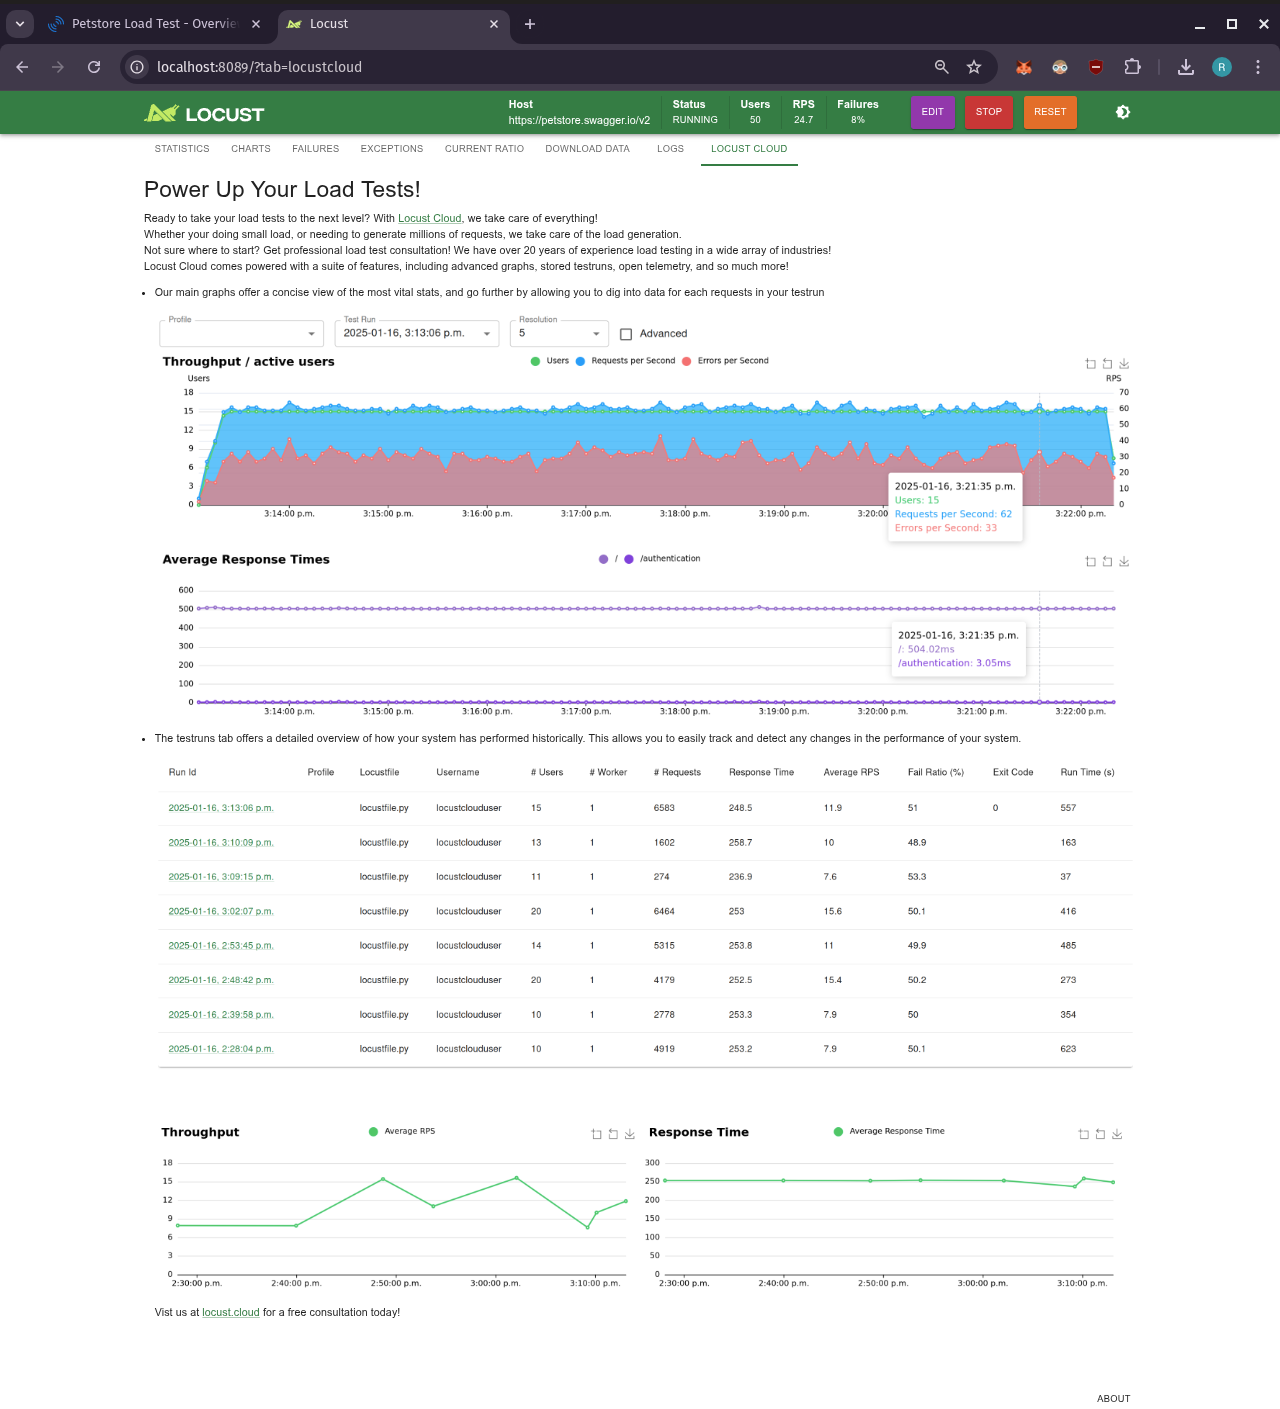 Petstore Load Test - Overvie
Locust
localhost:8089/?tab=locustcloud
R
LOCUST
Host
https://petstore.swagger.io/v2
Status
RUNNING
Users
50
RPS
24.7
Failures
8%
EDIT
STOP
RESET
STATISTICS CHARTS FAILURES EXCEPTIONS CURRENT RATIO DOWNLOAD DATA LOGS LOCUST CLOUD
Power Up Your Load Tests!
Ready to take your load tests to the next level? With Locust Cloud, we take care of everything!
Whether your doing small load, or needing to generate millions of requests, we take care of the load generation.
Not sure where to start? Get professional load test consultation! We have over 20 years of experience load testing in a wide array of industries!
Locust Cloud comes powered with a suite of features, including advanced graphs, stored testruns, open telemetry, and so much more!
• Our main graphs offer a concise view of the most vital stats, and go further by allowing you to dig into data for each requests in your testrun
Profile
Test Run
2025-01-16, 3:13:06 p.m.
Resolution
5
Advanced
Throughput / active users
Users Requests per Second Errors per Second
Users
RPS
18
15
12
9
6
3
0
70
60
50
40
30
20
10
0
3:14:00 p.m. 3:15:00 p.m. 3:16:00 p.m. 3:17:00 p.m. 3:18:00 p.m. 3:19:00 p.m. 3:20:0 3:22:00 p.m.
2025-01-16, 3:21:35 p.m.
Users: 15
Requests per Second: 62
Errors per Second: 33
Average Response Times
/ /authentication
600
500
400
300
200
100
0
2025-01-16, 3:21:35 p.m.
/: 504.02ms
/authentication: 3.05ms
3:14:00 p.m. 3:15:00 p.m. 3:16:00 p.m. 3:17:00 p.m. 3:18:00 p.m. 3:19:00 p.m. 3:20:00 p.m. 3:21:00 p.m. 3:22:00 p.m.
• The testruns tab offers a detailed overview of how your system has performed historically. This allows you to easily track and detect any changes in the performance of your system.
Run Id Profile Locustfile Username # Users # Worker # Requests Response Time Average RPS Fail Ratio (%) Exit Code Run Time (s)
2025-01-16, 3:13:06 p.m. locustfile.py locustclouduser 15 1 6583 248.5 11.9 51 0 557
2025-01-16, 3:10:09 p.m. locustfile.py locustclouduser 13 1 1602 258.7 10 48.9 163
2025-01-16, 3:09:15 p.m. locustfile.py locustclouduser 11 1 274 236.9 7.6 53.3 37
2025-01-16, 3:02:07 p.m. locustfile.py locustclouduser 20 1 6464 253 15.6 50.1 416
2025-01-16, 2:53:45 p.m. locustfile.py locustclouduser 14 1 5315 253.8 11 49.9 485
2025-01-16, 2:48:42 p.m. locustfile.py locustclouduser 20 1 4179 252.5 15.4 50.2 273
2025-01-16, 2:39:58 p.m. locustfile.py locustclouduser 10 1 2778 253.3 7.9 50 354
2025-01-16, 2:28:04 p.m. locustfile.py locustclouduser 10 1 4919 253.2 7.9 50.1 623
Throughput
Average RPS
18
15
12
9
6
3
0
2:30:00 p.m. 2:40:00 p.m. 2:50:00 p.m. 3:00:00 p.m. 3:10:00 p.m.
Response Time
Average Response Time
300
250
200
150
100
50
0
2:30:00 p.m. 2:40:00 p.m. 2:50:00 p.m. 3:00:00 p.m. 3:10:00 p.m.
Vist us at locust.cloud for a free consultation today!
ABOUT